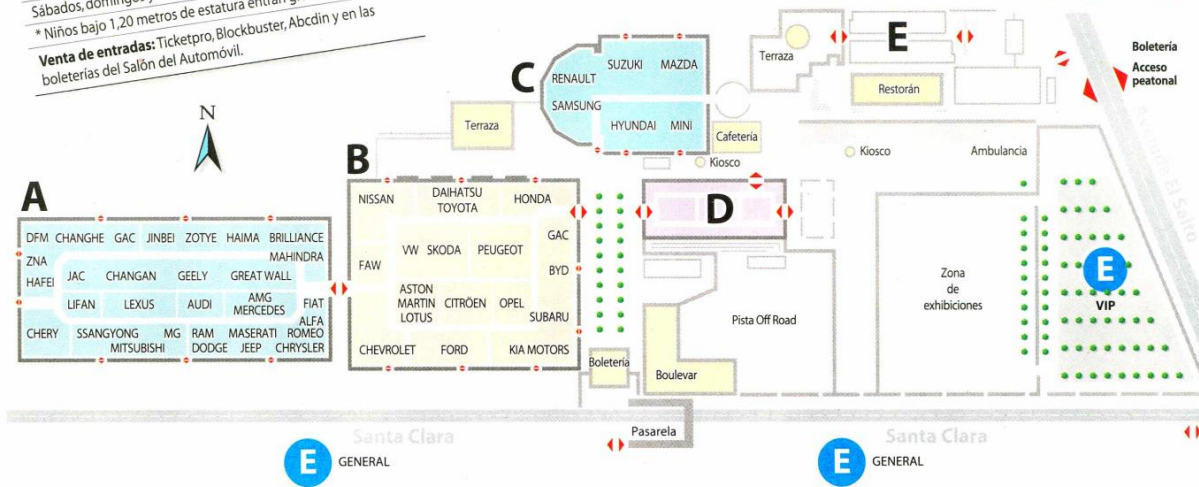 Sábados, domingos y
* Niños bajo 1,20 metros de estatura entran
Venta de entradas: Ticketpro, Blockbuster, Abcdin y en las
boleterías del Salón del Automóvil.
N
A
DFM CHANGHE GAC JINBEI ZOTYE HAIMA BRILLIANCE
MAHINDRA
ZNA
HAFEI
JAC CHANGAN GEELY GREAT WALL
LIFAN LEXUS AUDI AMG
MERCEDES
FIAT
ALFA
ROMEO
CHERY SSANGYONG MG RAM MASERATI
MITSUBISHI DODGE JEEP CHRYSLER
B
NISSAN DAIHATSU
TOYOTA HONDA
GAC
FAW VW SKODA PEUGEOT
BYD
ASTON
MARTIN
LOTUS CITRÖEN OPEL
SUBARU
CHEVROLET FORD KIA MOTORS
Terraza
C
RENAULT SUZUKI MAZDA
SAMSUNG
HYUNDAI MINI
Cafetería
Kiosco
D
Terraza
E
Restorán
Kiosco
Ambulancia
Boletería
Acceso
peatonal
Avenida El Salto
Zona
de
exhibiciones
E
VIP
Pista Off Road
Boletería
Boulevar
Pasarela
Santa Clara
Santa Clara
E GENERAL
E GENERAL